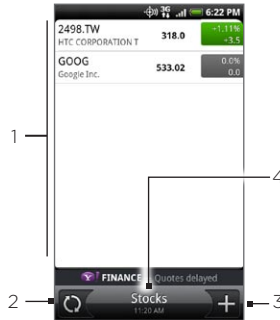 3G 6:22 PM
2498.TW 318.0 -1.11%
HTC CORPORATION T -3.5
GOOG 533.02 0.0%
Google Inc. 0.0
1
4
Y! FINANCE Quotes delayed
2 Stocks 3
11:20 AM